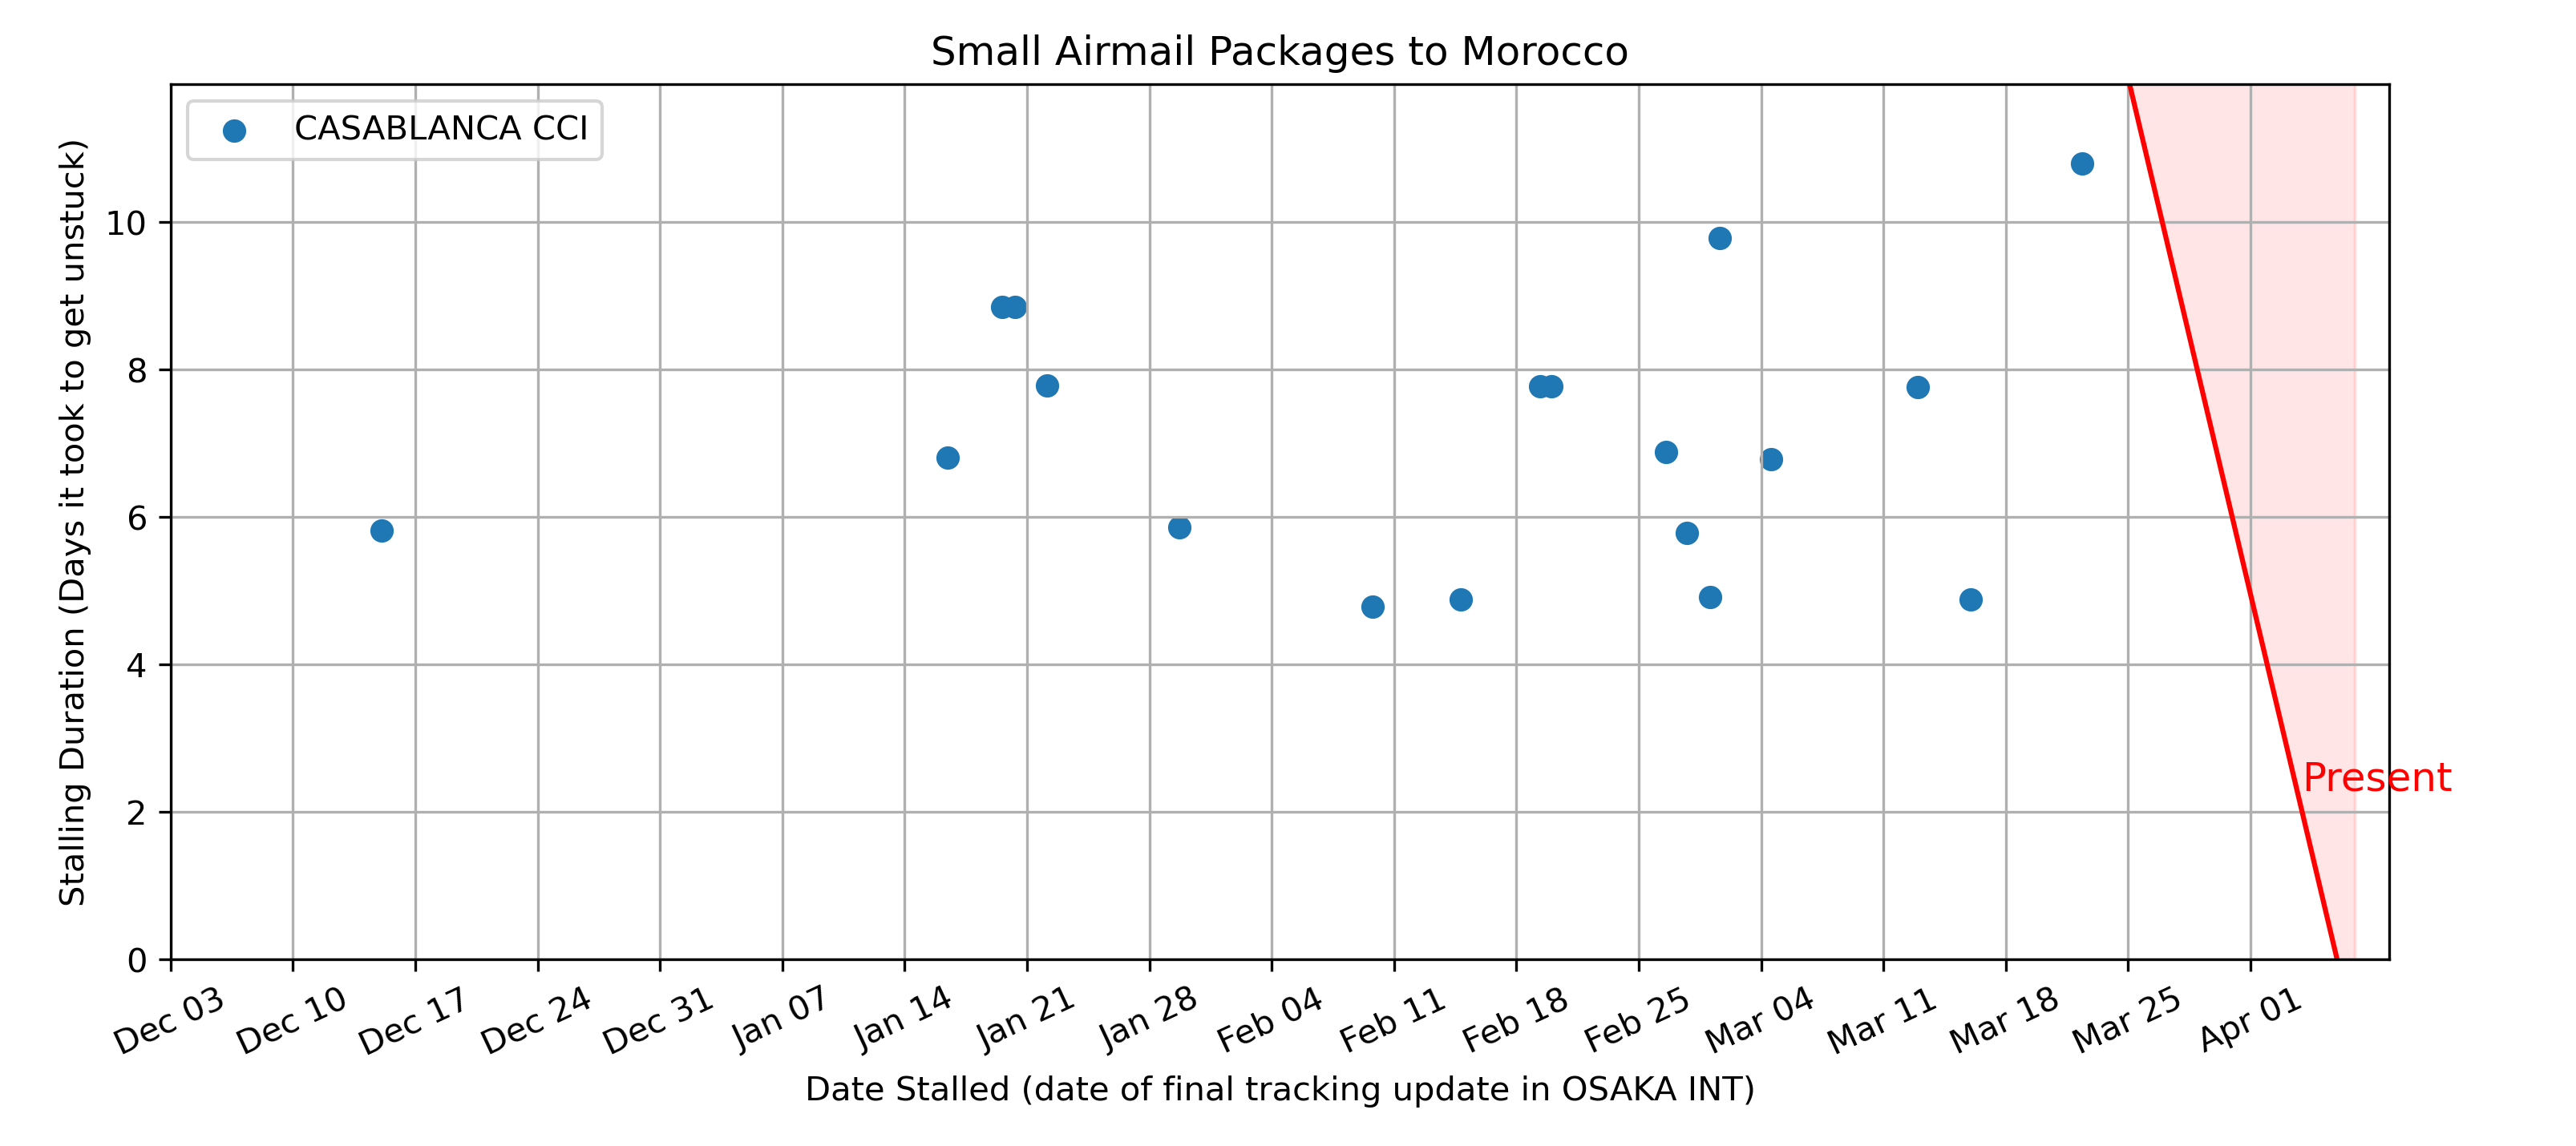 Small Airmail Packages to Morocco
CASABLANCA CCI
Stalling Duration (Days it took to get unstuck)
10
8
6
4
2
0
Present
Dec 03 Dec 10 Dec 17 Dec 24 Dec 31 Jan 07 Jan 14 Jan 21 Jan 28 Feb 04 Feb 11 Feb 18 Feb 25 Mar 04 Mar 11 Mar 18 Mar 25 Apr 01
Date Stalled (date of final tracking update in OSAKA INT)